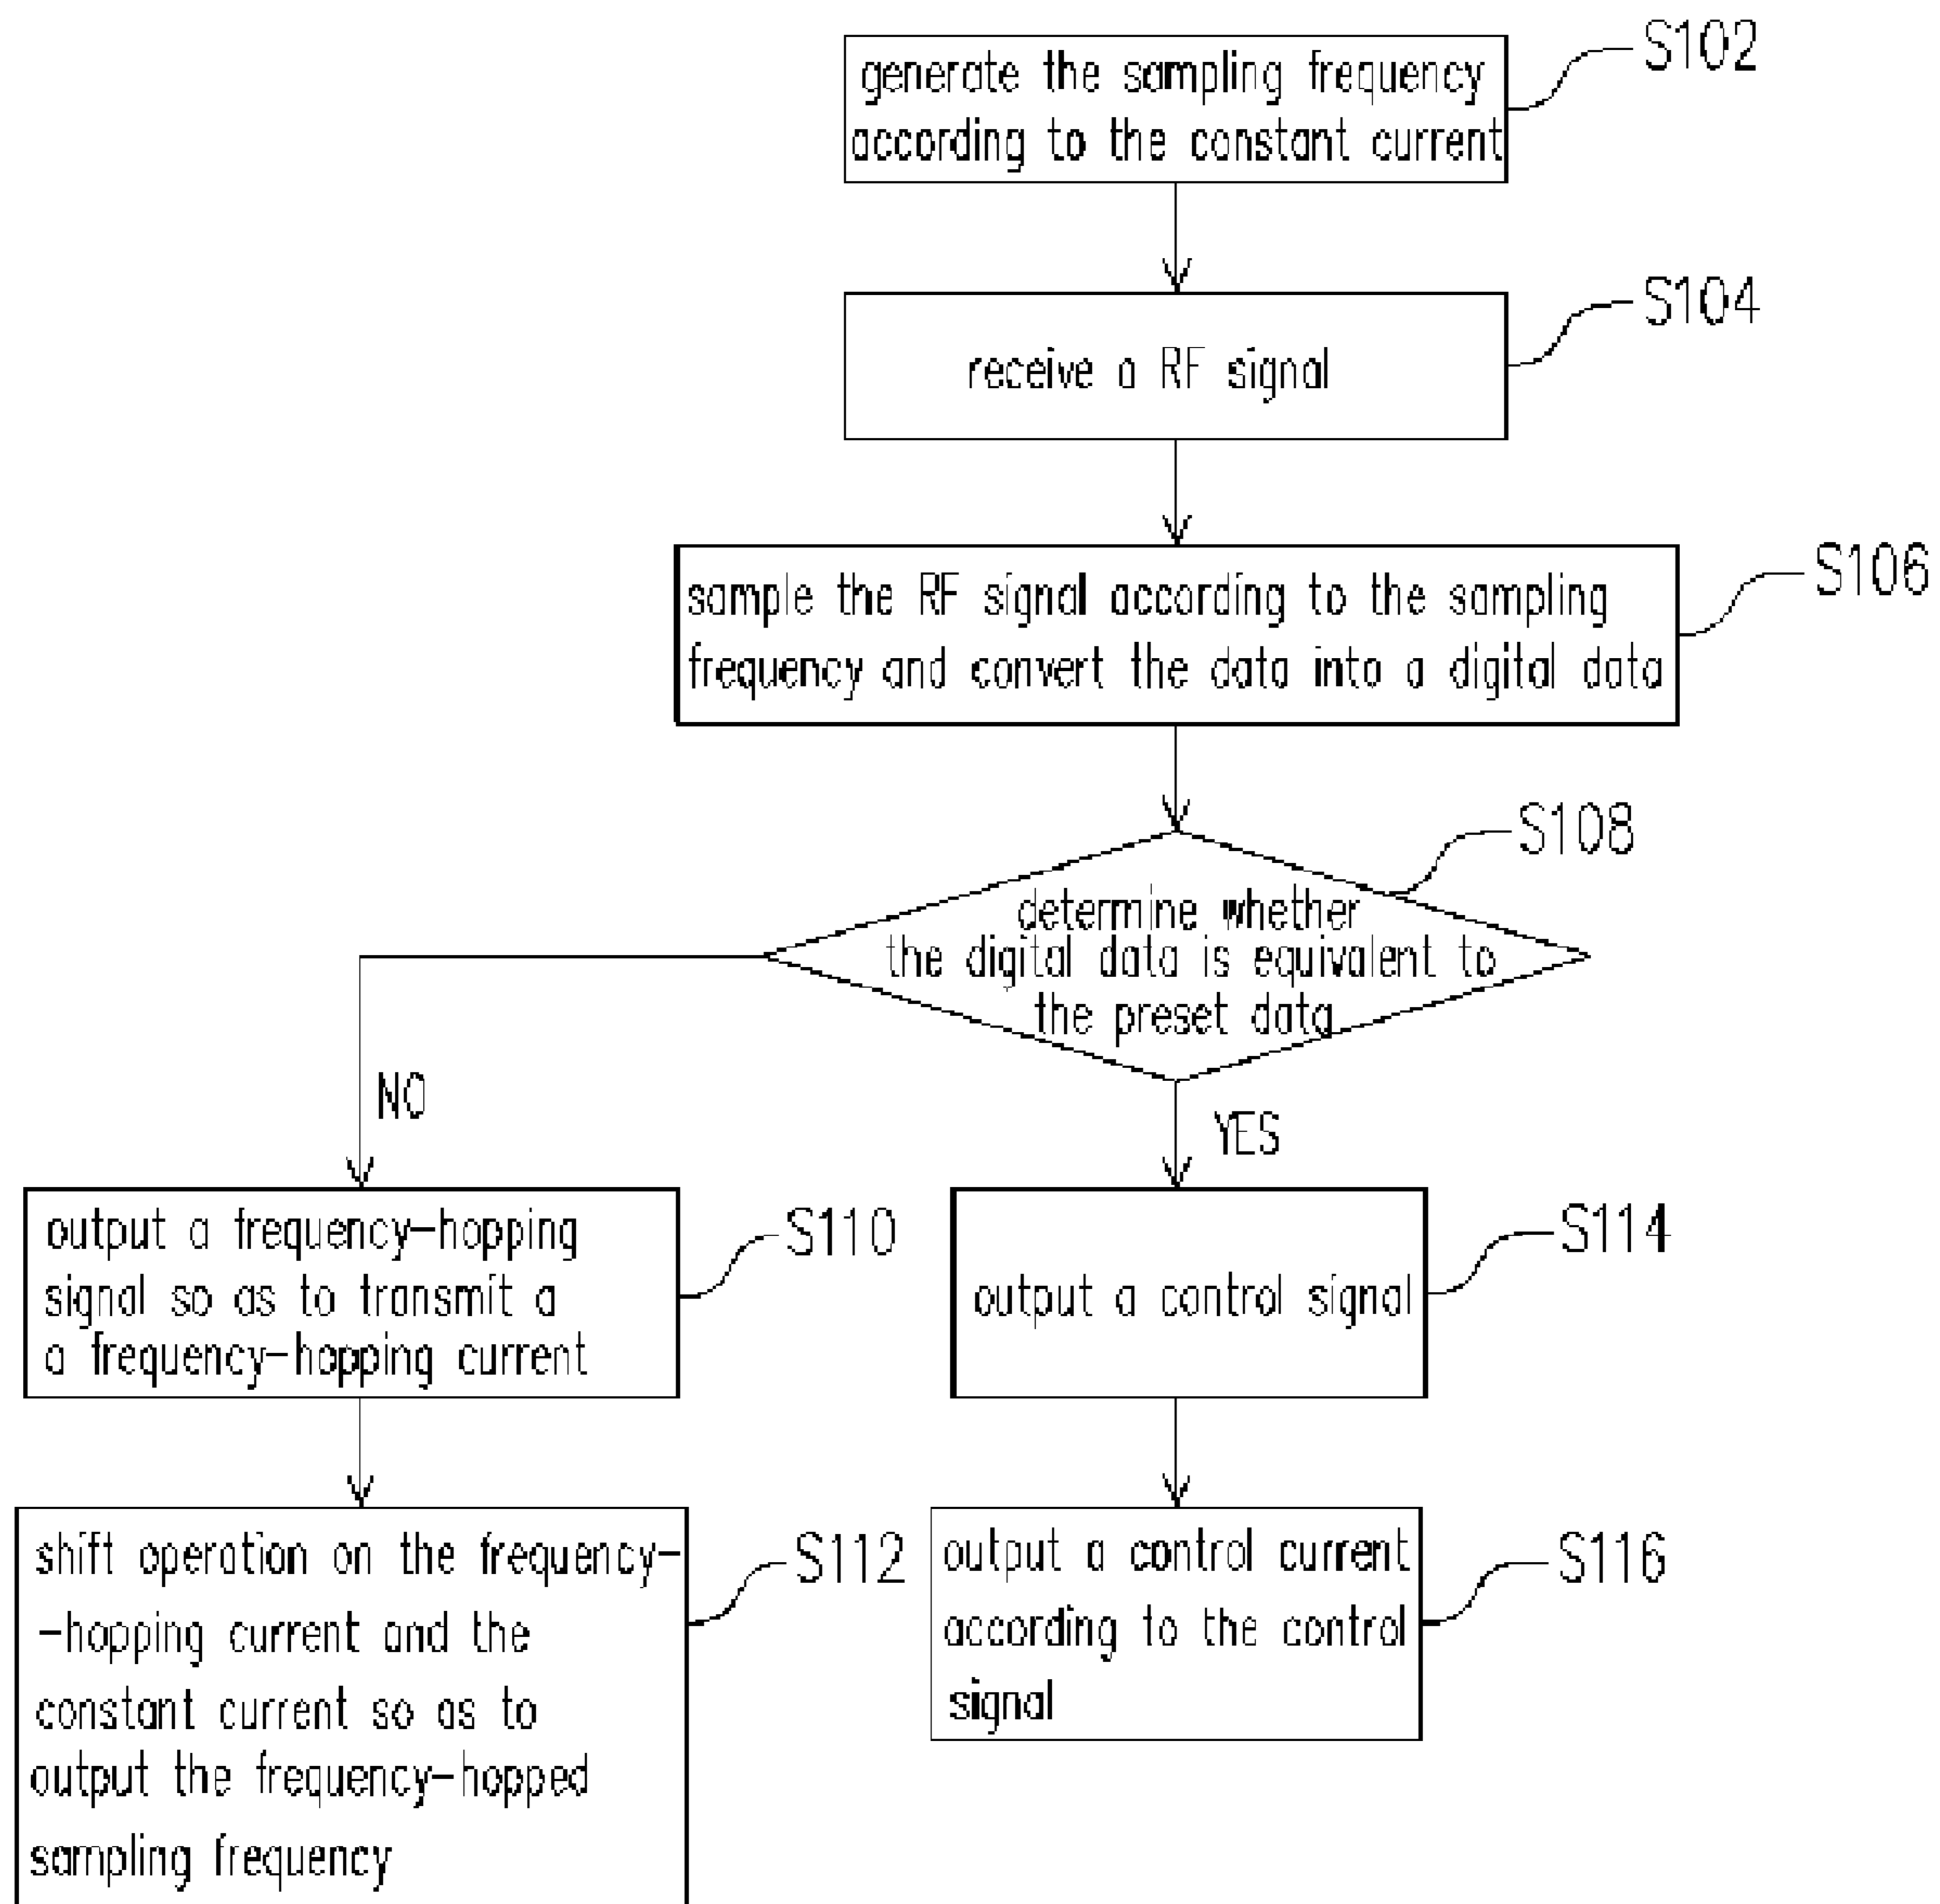 S102
generate the sampling frequency
according to the constant current
S104
receive a RF signal
S106
sample the RF signal according to the sampling
frequency and convert the data into a digital data
S108
determine whether
the digital data is equivalent to
the preset data
NO
YES
output a frequency-hopping
signal so as to transmit a
a frequency-hopping current
S110
output a control signal
S114
shift operation on the frequency-
-hopping current and the
constant current so as to
output the frequency-hopped
sampling frequency
S112
output a control current
according to the control
signal
S116